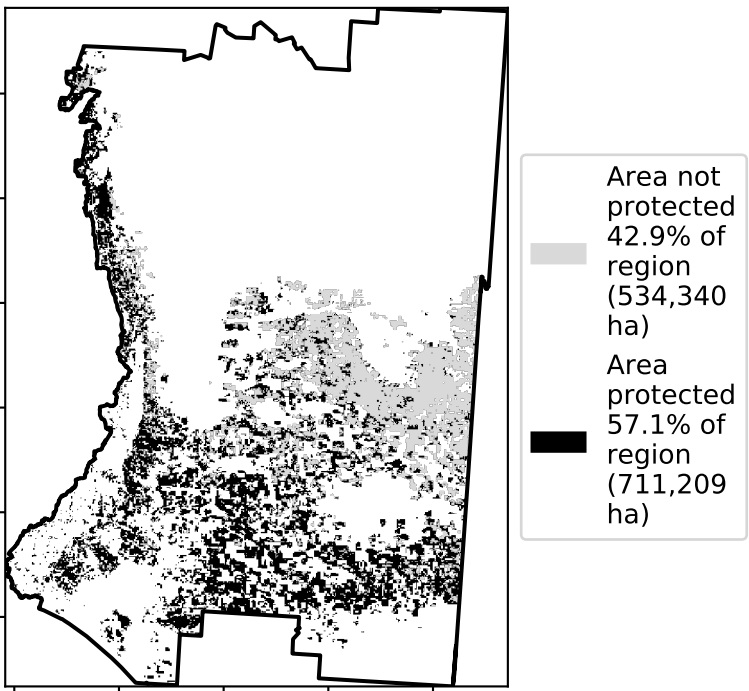 Area not
protected
42.9% of
region
(534,340
ha)
Area
protected
57.1% of
region
(711,209
ha)